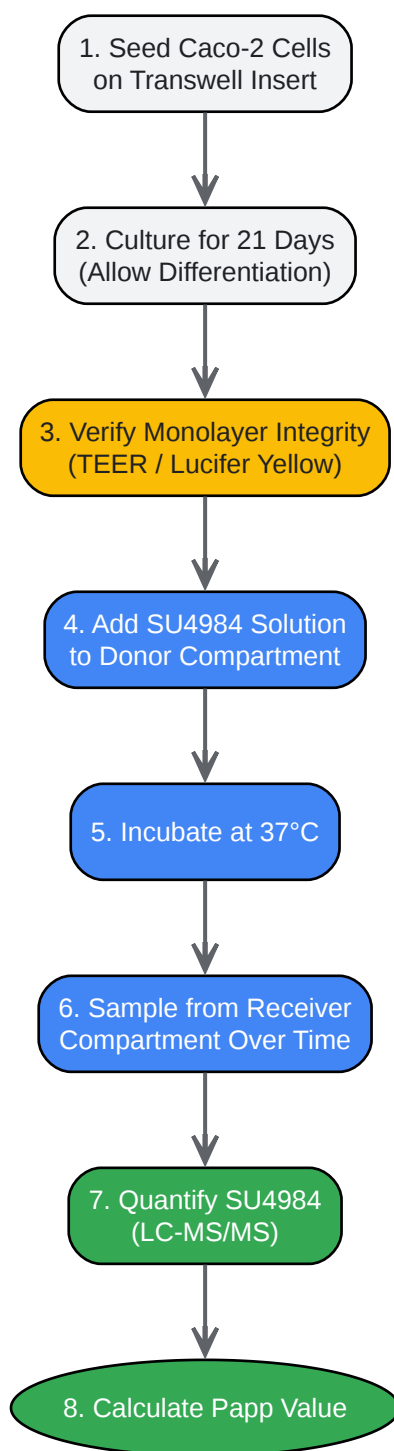 1. Seed Caco-2 Cells
on Transwell Insert
2. Culture for 21 Days
(Allow Differentiation)
3. Verify Monolayer Integrity
(TEER / Lucifer Yellow)
4. Add SU4984 Solution
to Donor Compartment
5. Incubate at 37°C
6. Sample from Receiver
Compartment Over Time
7. Quantify SU4984
(LC-MS/MS)
8. Calculate Papp Value